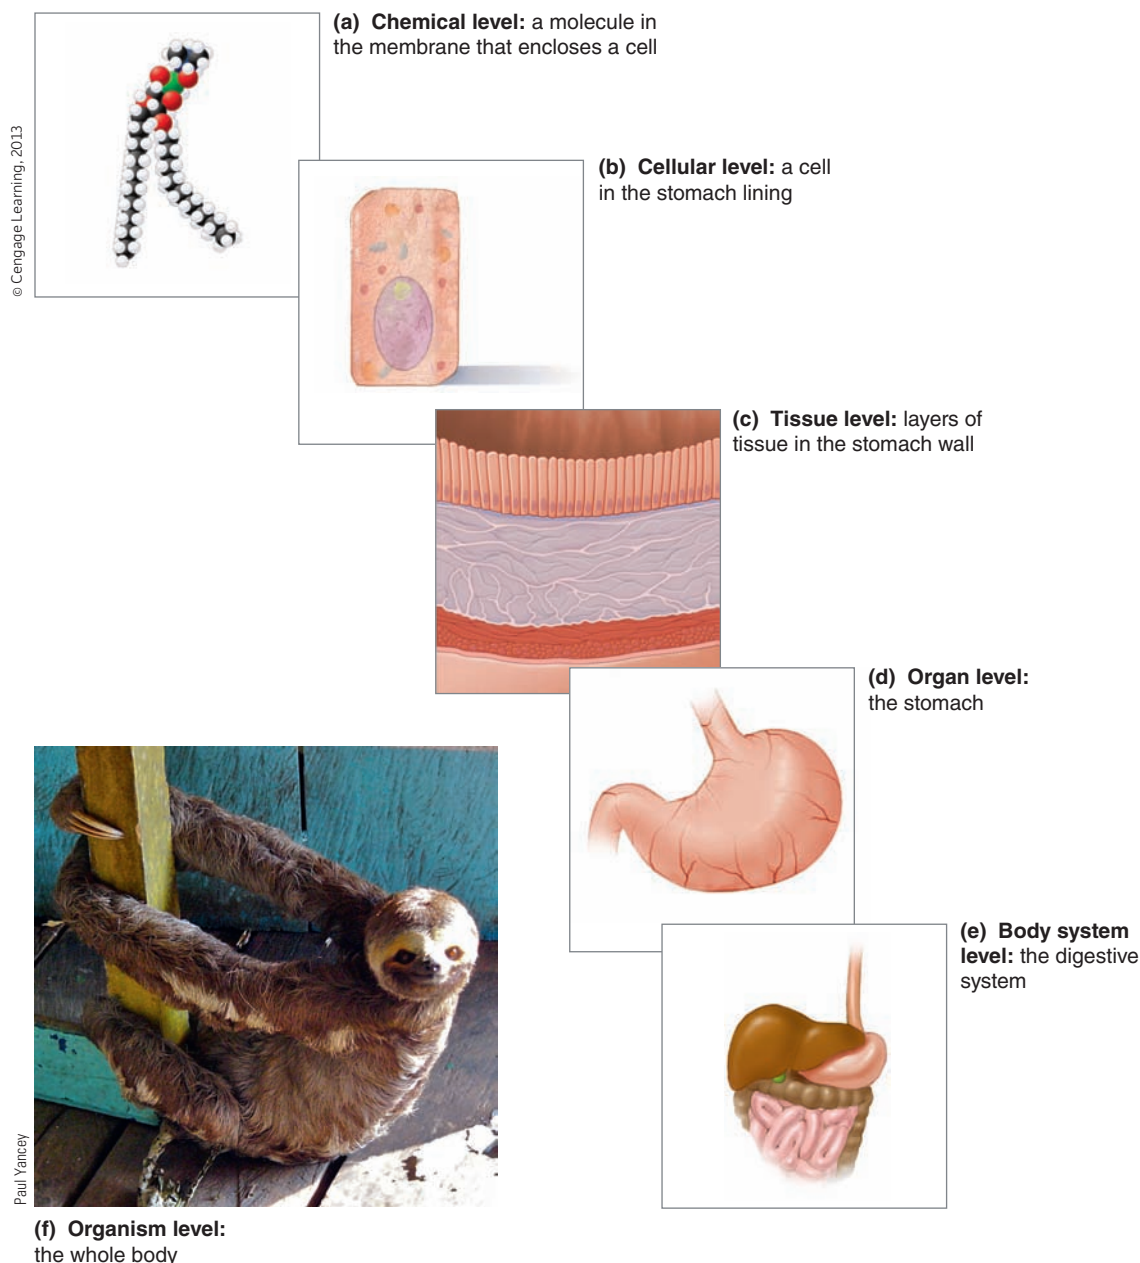 (a) Chemical level: a molecule in
the membrane that encloses a cell
© Cengage Learning, 2013
(b) Cellular level: a cell
in the stomach lining
(c) Tissue level: layers of
tissue in the stomach wall
(d) Organ level:
the stomach
(e) Body system
level: the digestive
system
Paul Yancey
(f) Organism level:
the whole body